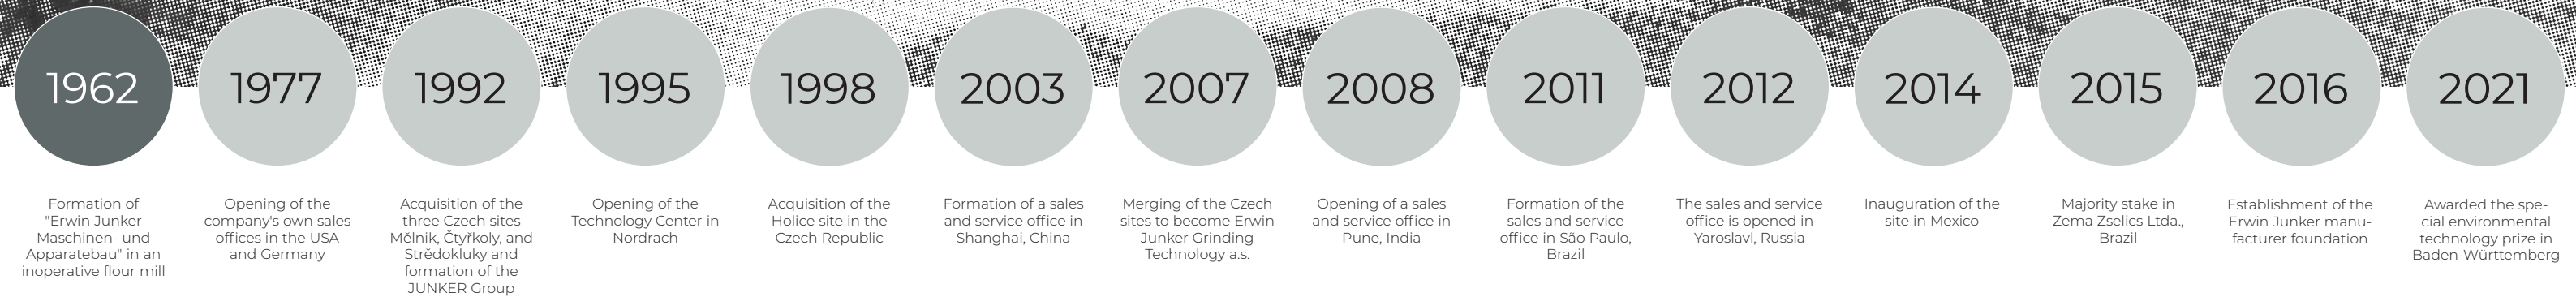 1962
Formation of
"Erwin Junker
Maschinen- und
Apparatebau" in an
inoperative flour mill
1977
Opening of the
company's own sales
offices in the USA
and Germany
1992
Acquisition of the
three Czech sites
Mělnik, Čtyřkoly, and
Strědokluky and
formation of the
JUNKER Group
1995
Opening of the
Technology Center in
Nordrach
1998
Acquisition of the
Holice site in the
Czech Republic
2003
Formation of a sales
and service office in
Shanghai, China
2007
Merging of the Czech
sites to become Erwin
Junker Grinding
Technology a.s.
2008
Opening of a sales
and service office in
Pune, India
2011
Formation of the
sales and service
office in São Paulo,
Brazil
2012
The sales and service
office is opened in
Yaroslavl, Russia
2014
Inauguration of the
site in Mexico
2015
Majority stake in
Zema Zselics Ltda.,
Brazil
2016
Establishment of the
Erwin Junker manu-
facturer foundation
2021
Awarded the spe-
cial environmental
technology prize in
Baden-Württemberg